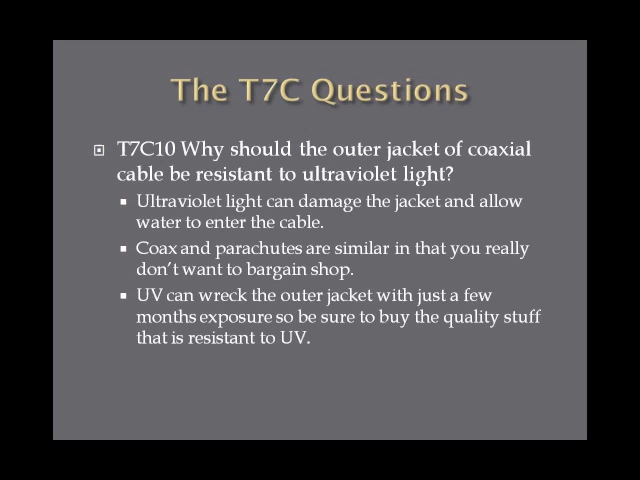 The T7C Questions
T7C10 Why should the outer jacket of coaxial
cable be resistant to ultraviolet light?
Ultraviolet light can damage the jacket and allow
water to enter the cable.
Coax and parachutes are similar in that you really
don't want to bargain shop.
UV can wreck the outer jacket with just a few
months exposure so be sure to buy the quality stuff
that is resistant to UV.